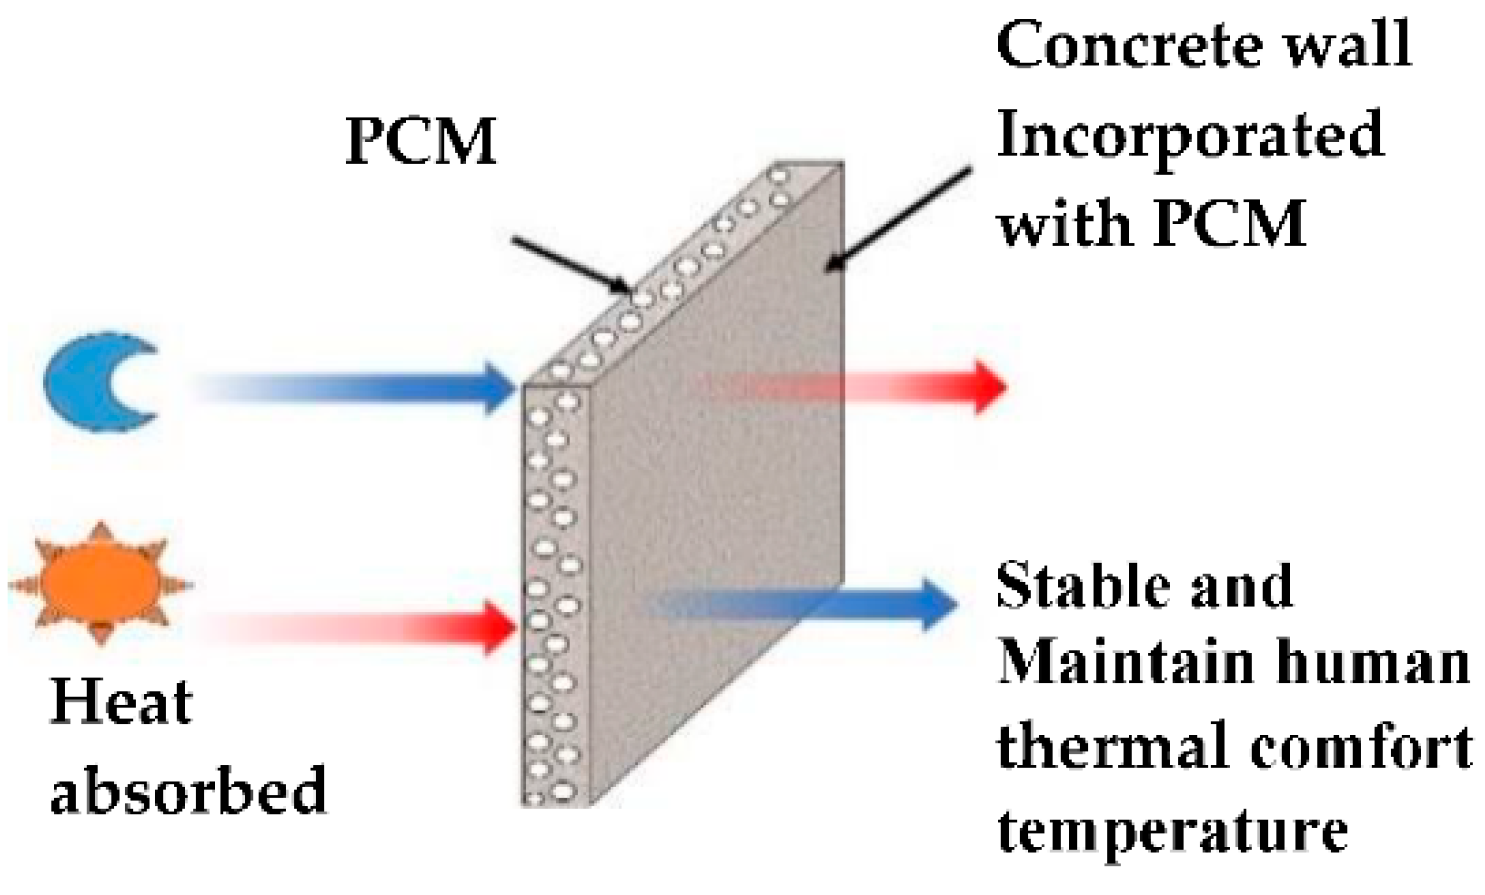 PCM
Concrete wall
Incorporated
with PCM
Heat
absorbed
Stable and
Maintain human
thermal comfort
temperature